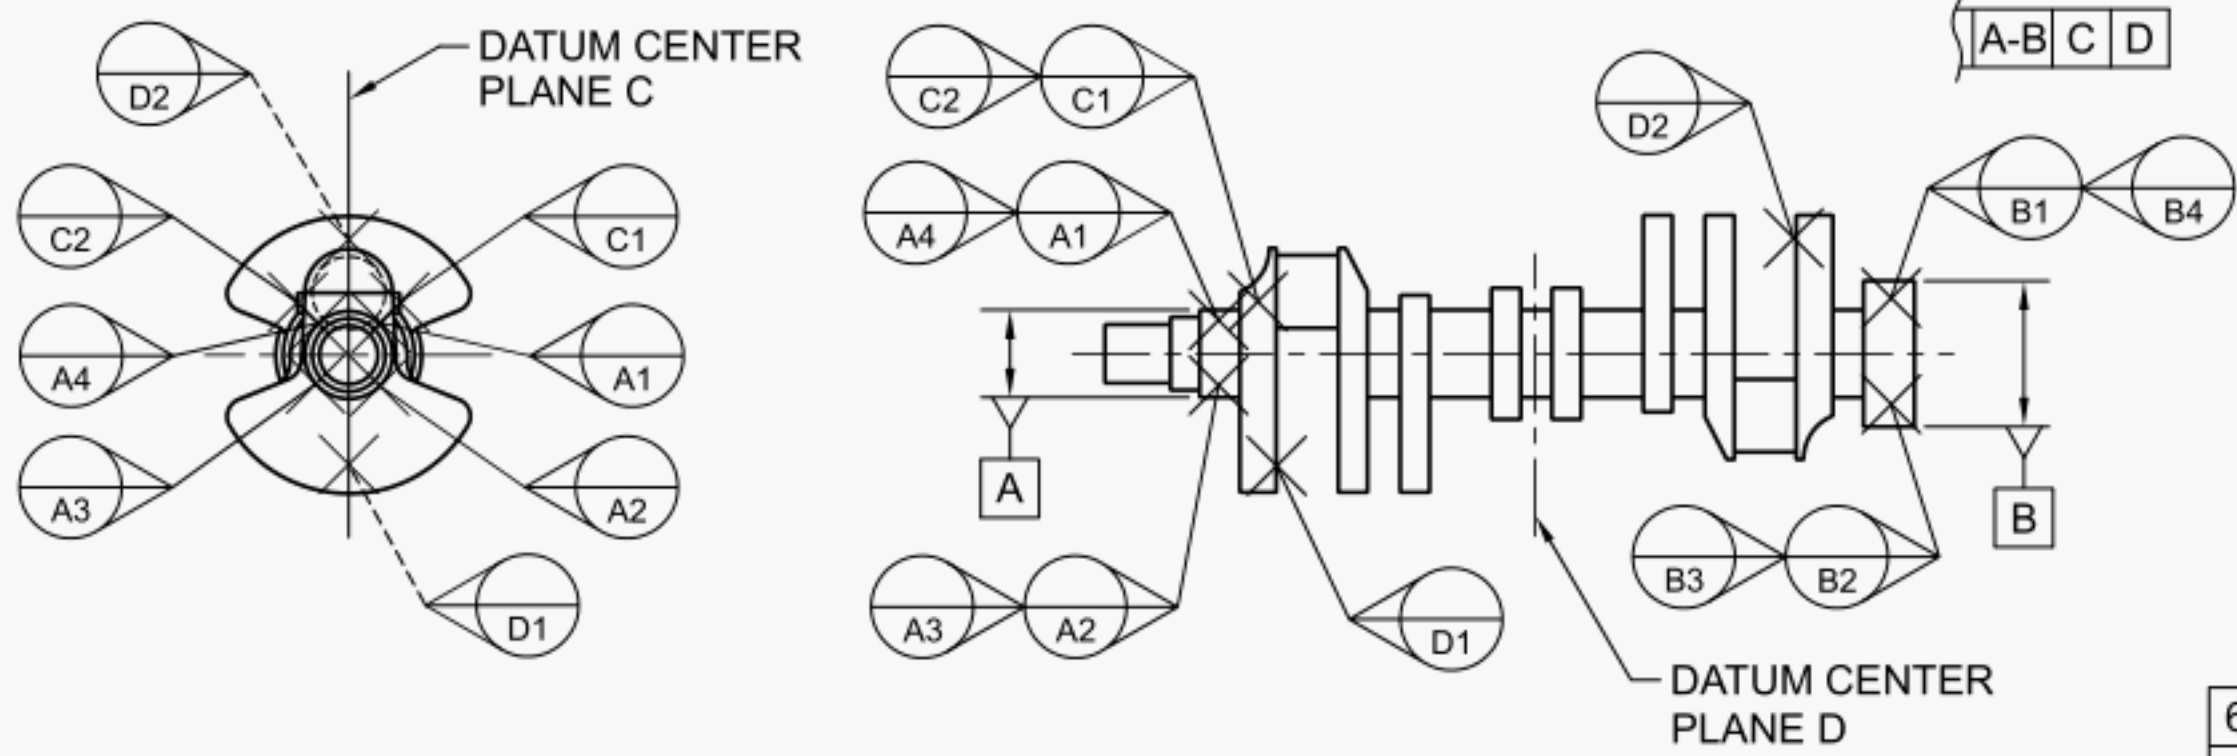 DATUM CENTER
PLANE C
D2
C2
C1
A4
A1
A3
A2
D1
C2 C1
A4 A1
A
A3 A2
D1
D2
A-B C D
B1 B4
B3 B2
B
DATUM CENTER
PLANE D